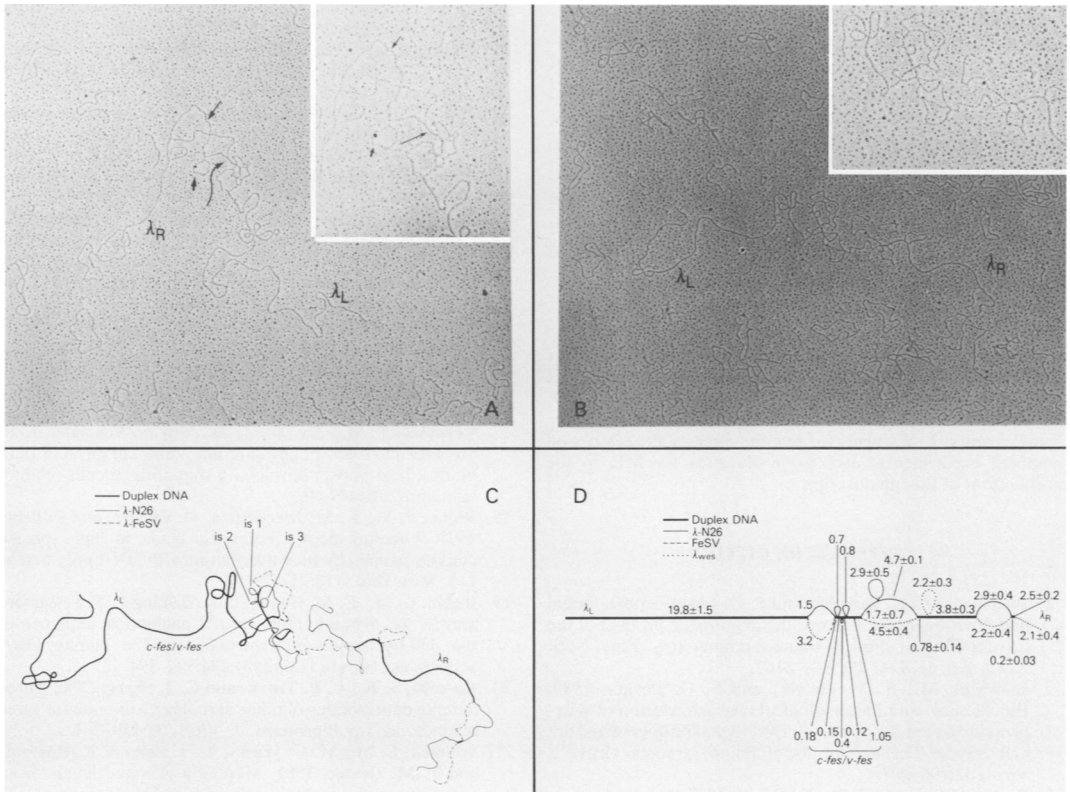 λR
λL
A
λL
λR
B
C
Duplex DNA
λ-N26
λ-FeSV
is 1
is 2
is 3
λL
c-fes/v-fes
λR
D
Duplex DNA
λ-N26
FeSV
λwes
0.7
0.8
4.7±0.1
2.9±0.5
2.2±0.3
2.9±0.4
2.5±0.2
λL
19.8±1.5
1.5
1.7±0.7
3.8±0.3
λR
3.2
4.5±0.4
2.2±0.4
2.1±0.4
0.78±0.14
0.2±0.03
0.18
0.15
0.4
0.12
1.05
c-fes/v-fes